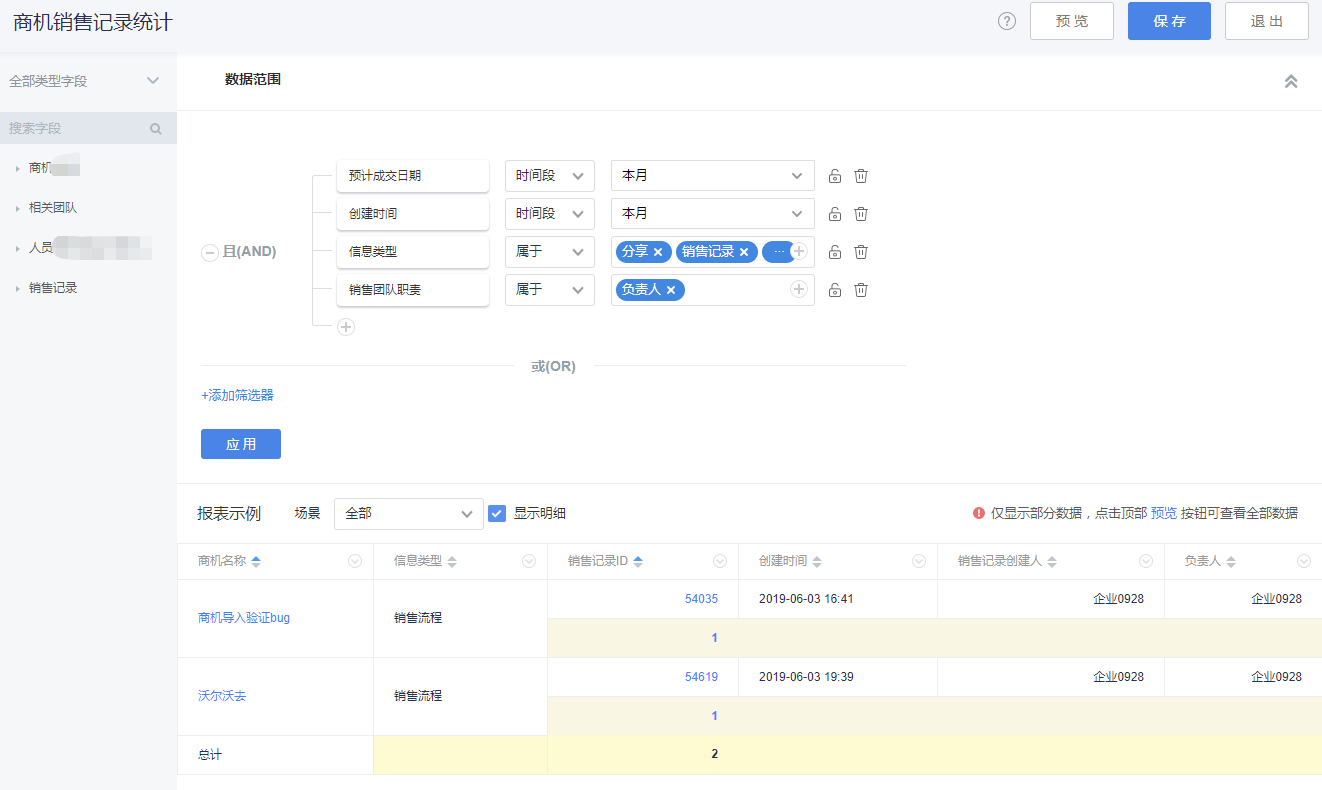 商机销售记录统计
? 预 览 保 存 退 出
全部类型字段
搜索字段
商机
相关团队
人员
销售记录
数据范围
预计成交日期 时间段 本月
创建时间 时间段 本月
且(AND) 信息类型 属于 分享 × 销售记录 × ...
销售团队职责 属于 负责人 ×
或(OR)
+添加筛选器
应 用
报表示例 场景 全部 显示明细 仅显示部分数据，点击顶部 预览 按钮可查看全部数据
商机名称 信息类型 销售记录ID 创建时间 销售记录创建人 负责人
商机导入验证bug 销售流程 54035 2019-06-03 16:41 企业0928 企业0928
1
沃尔沃去 销售流程 54619 2019-06-03 19:39 企业0928 企业0928
1
总计 2